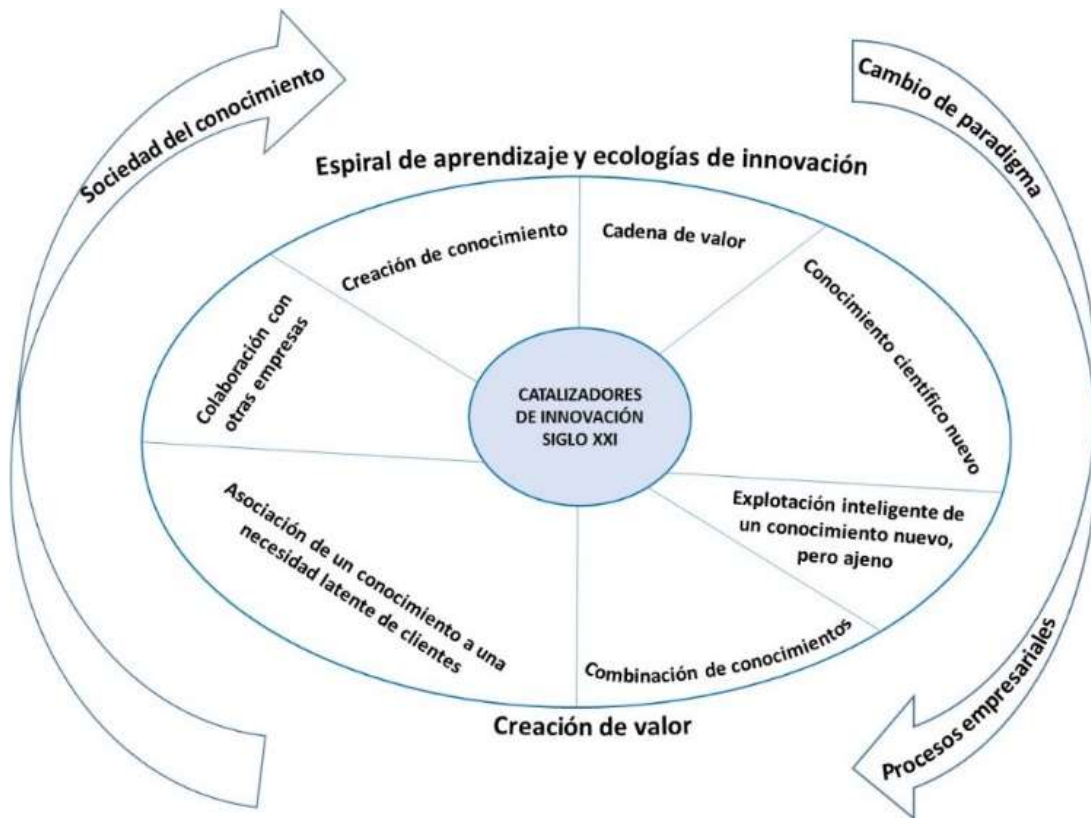 Sociedad del conocimiento
Cambio de paradigma
Espiral de aprendizaje y ecologías de innovación
Creación de conocimiento
Cadena de valor
Conocimiento científico nuevo
Colaboración con
otras empresas
CATALIZADORES
DE INNOVACIÓN
SIGLO XXI
Explotación inteligente de
un conocimiento nuevo,
pero ajeno
Asociación de un conocimiento a una
necesidad latente de clientes
Combinación de conocimientos
Creación de valor
Procesos empresariales